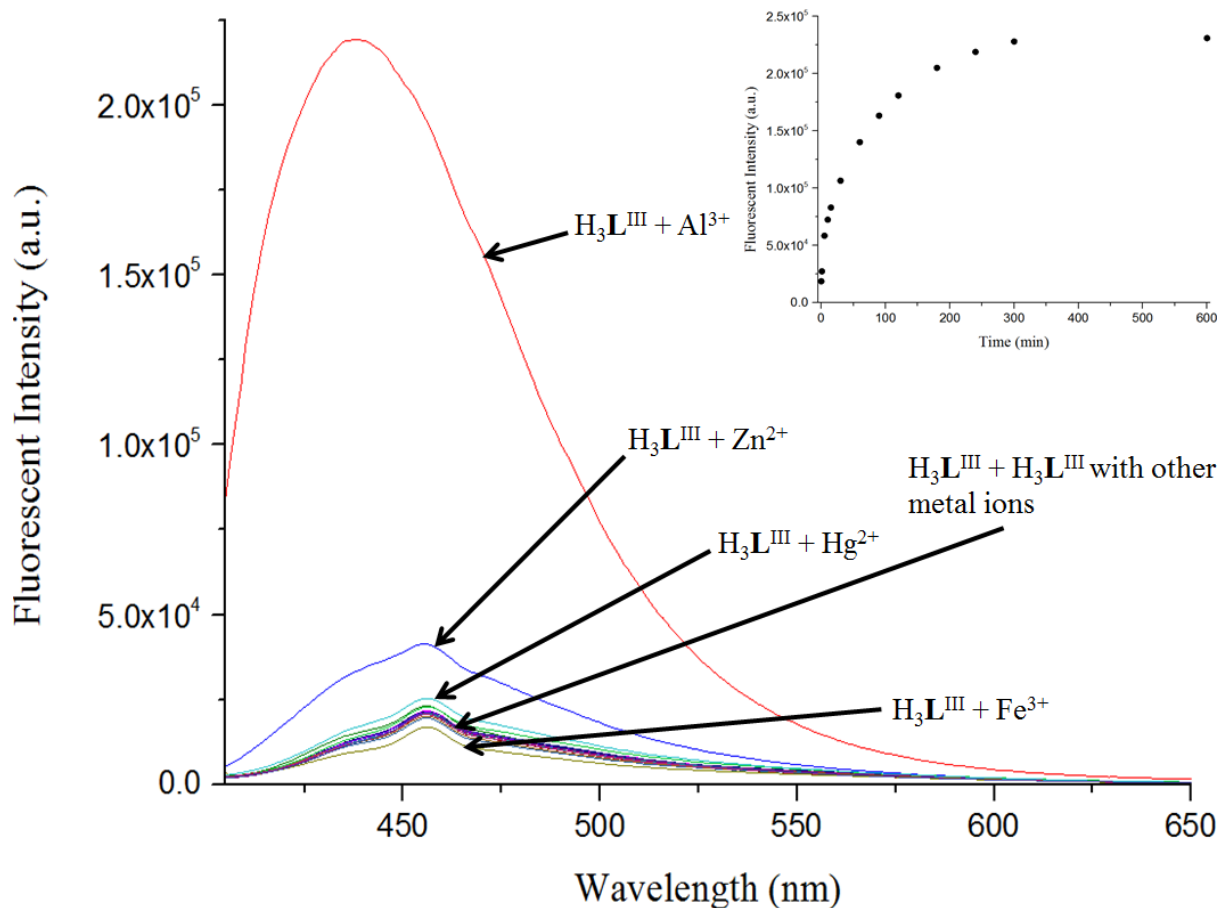 Fluorescent Intensity (a.u.)
2.0x10⁵
1.5x10⁵
1.0x10⁵
5.0x10⁴
0.0
450
500
550
600
650
Wavelength (nm)
H₃Lᴵᴵᴵ + Al³⁺
H₃Lᴵᴵᴵ + Zn²⁺
H₃Lᴵᴵᴵ + Hg²⁺
H₃Lᴵᴵᴵ + H₃Lᴵᴵᴵ with other
metal ions
H₃Lᴵᴵᴵ + Fe³⁺
Fluorescent Intensity (a.u.)
2.5x10⁵
2.0x10⁵
1.5x10⁵
1.0x10⁵
5.0x10⁴
0.0
0
100
200
300
400
500
600
Time (min)